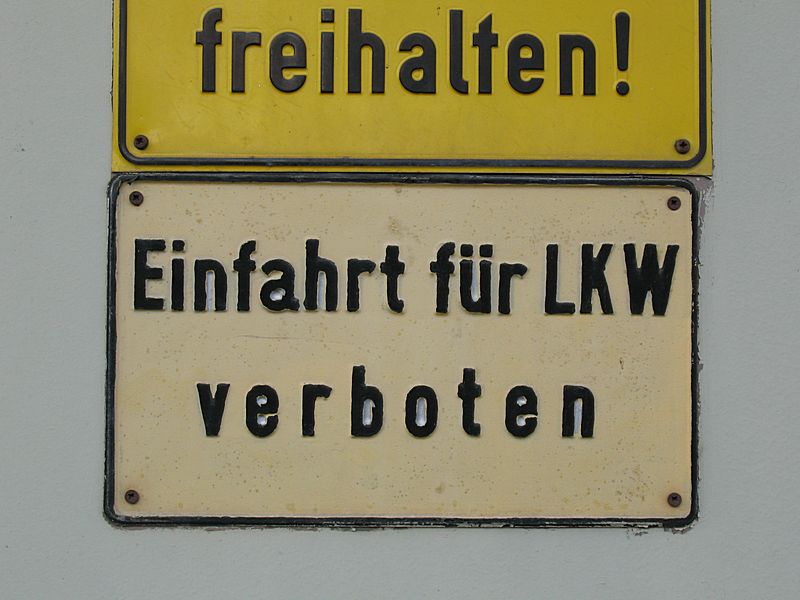 freihalten!
Einfahrt für LKW
verboten